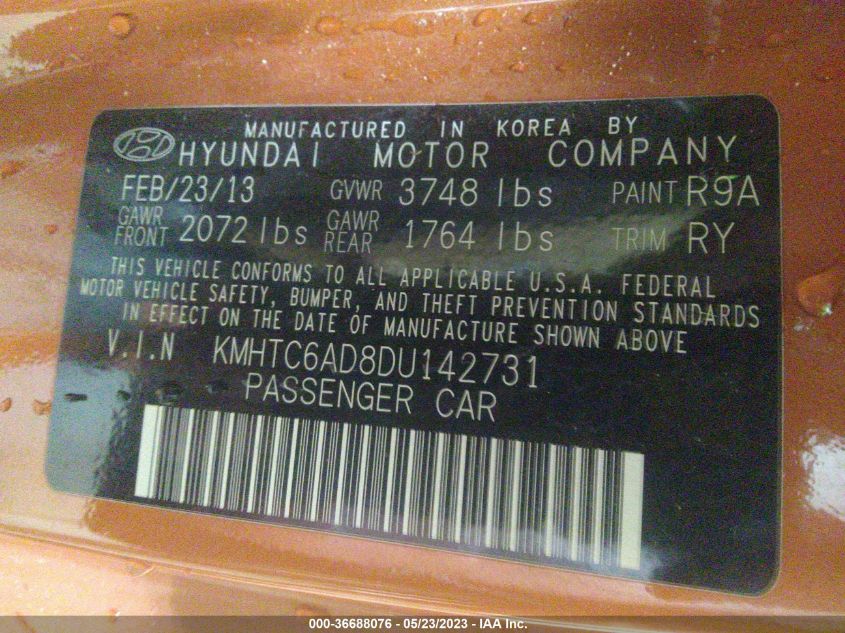 MANUFACTURED IN KOREA BY
HYUNDAI MOTOR COMPANY
FEB/23/13 GVWR 3748 lbs PAINT R9A
GAWR FRONT 2072 lbs GAWR REAR 1764 lbs TRIM RY
THIS VEHICLE CONFORMS TO ALL APPLICABLE U.S.A. FEDERAL
MOTOR VEHICLE SAFETY, BUMPER, AND THEFT PREVENTION STANDARDS
IN EFFECT ON THE DATE OF MANUFACTURE SHOWN ABOVE
V.I.N KMHTC6AD8DU142731
PASSENGER CAR
000-36688076 - 05/23/2023 - IAA Inc.